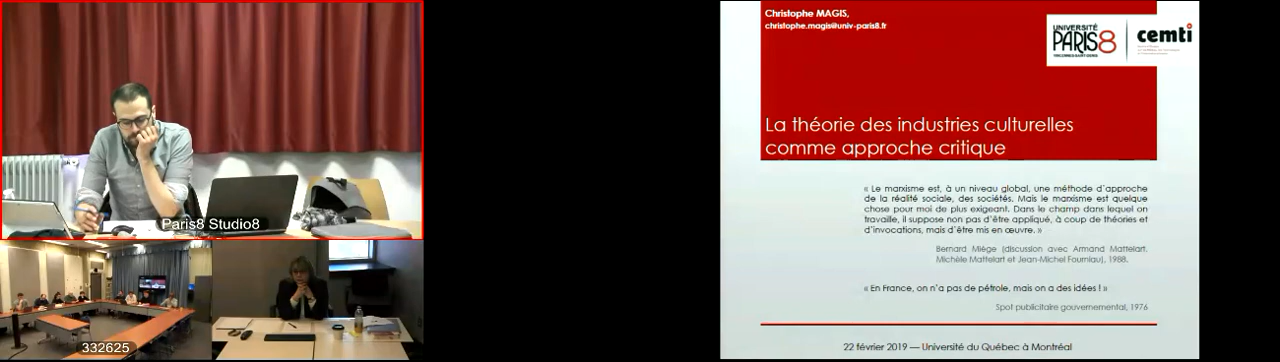 Paris8 Studio8
332625
Christophe MAGIS,
christophe.magis@univ-paris8.fr
UNIVERSITÉ
PARIS8
VINCENNES-SAINT-DENIS
cemti
La théorie des industries culturelles
comme approche critique
« Le marxisme est, à un niveau global, une méthode d'approche
de la réalité sociale, des sociétés. Mais le marxisme est quelque
chose pour moi de plus exigeant. Dans le champ dans lequel on
travaille, il suppose non pas d'être appliqué, à coup de théories et
d'invocations, mais d'être mis en œuvre. »
Bernard Miège (discussion avec Armand Mattelart,
Michèle Mattelart et Jean-Michel Fourniau), 1988.
« En France, on n'a pas de pétrole, mais on a des idées ! »
Spot publicitaire gouvernemental, 1976
22 février 2019 — Université du Québec à Montréal